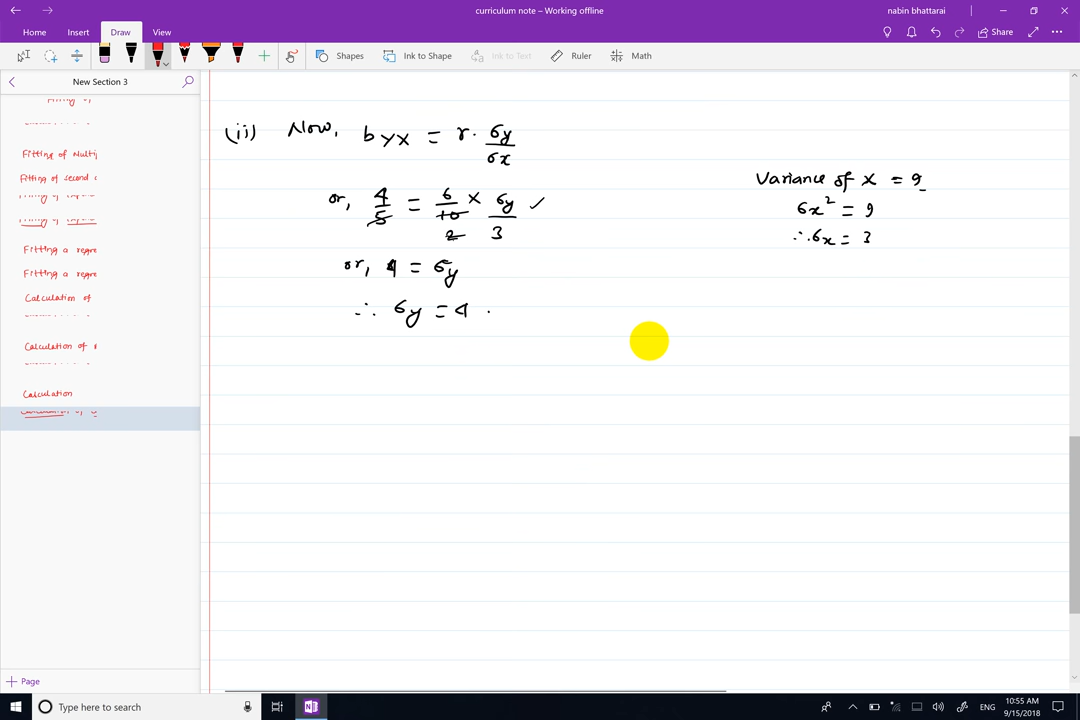 curriculum note – Working offline
nabin bhattarai
Home Insert Draw View
Share
Shapes Ink to Shape Ink to Text Ruler Math
New Section 3
Fitting of Multip
Fitting of second
Fitting a regre
Fitting a regre
Calculation of
Calculation of
Calculation
Page
(ii) Now, byx = r. σy/σx
or, 4/5 = 6/10 × σy/3 ✓
2
or, 4 = σy
∴ σy = 4 .
Variance of X = 9
σx² = 9
∴ σx = 3
Type here to search
ENG
10:55 AM
9/15/2018